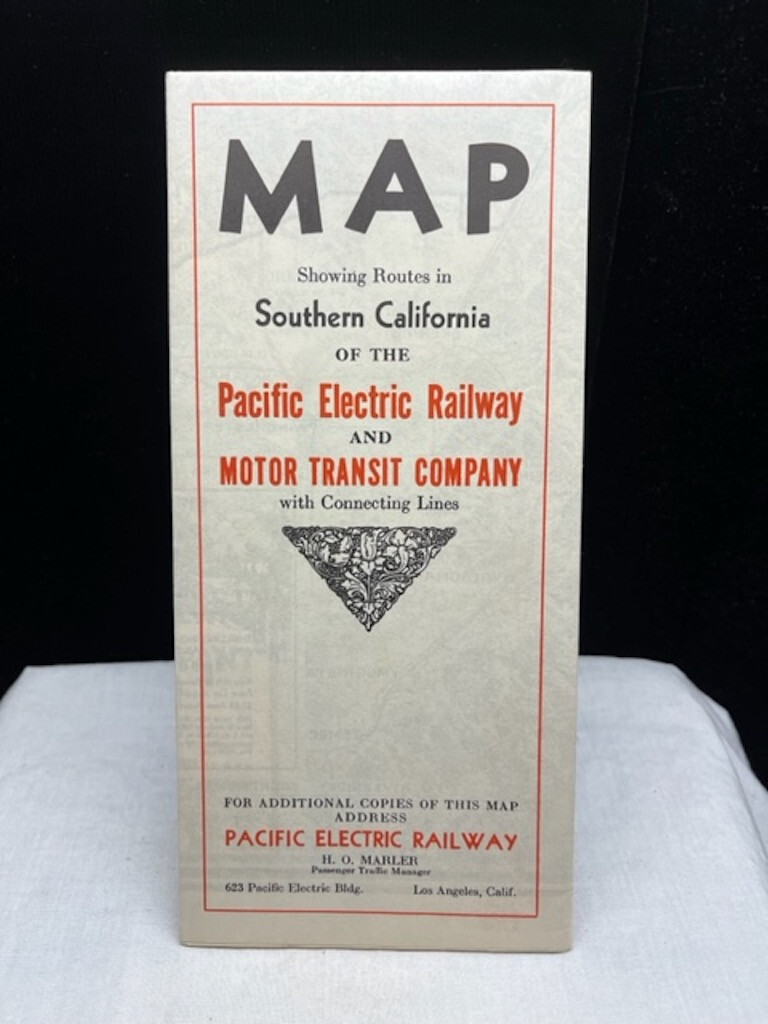 MAP
Showing Routes in
Southern California
OF THE
Pacific Electric Railway
AND
MOTOR TRANSIT COMPANY
with Connecting Lines
FOR ADDITIONAL COPIES OF THIS MAP
ADDRESS
PACIFIC ELECTRIC RAILWAY
H. O. MARLER
Passenger Traffic Manager
623 Pacific Electric Bldg. Los Angeles, Calif.